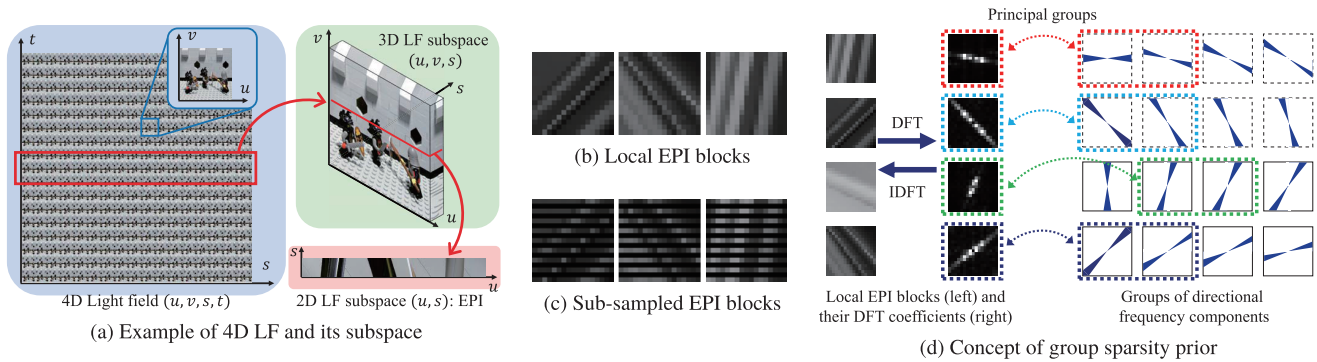 t
v
u
s
4D Light field (u, v, s, t)
v
3D LF subspace
(u, v, s)
s
u
s
u
2D LF subspace (u, s): EPI
(a) Example of 4D LF and its subspace
(b) Local EPI blocks
(c) Sub-sampled EPI blocks
Principal groups
DFT
IDFT
Local EPI blocks (left) and
their DFT coefficients (right)
Groups of directional
frequency components
(d) Concept of group sparsity prior